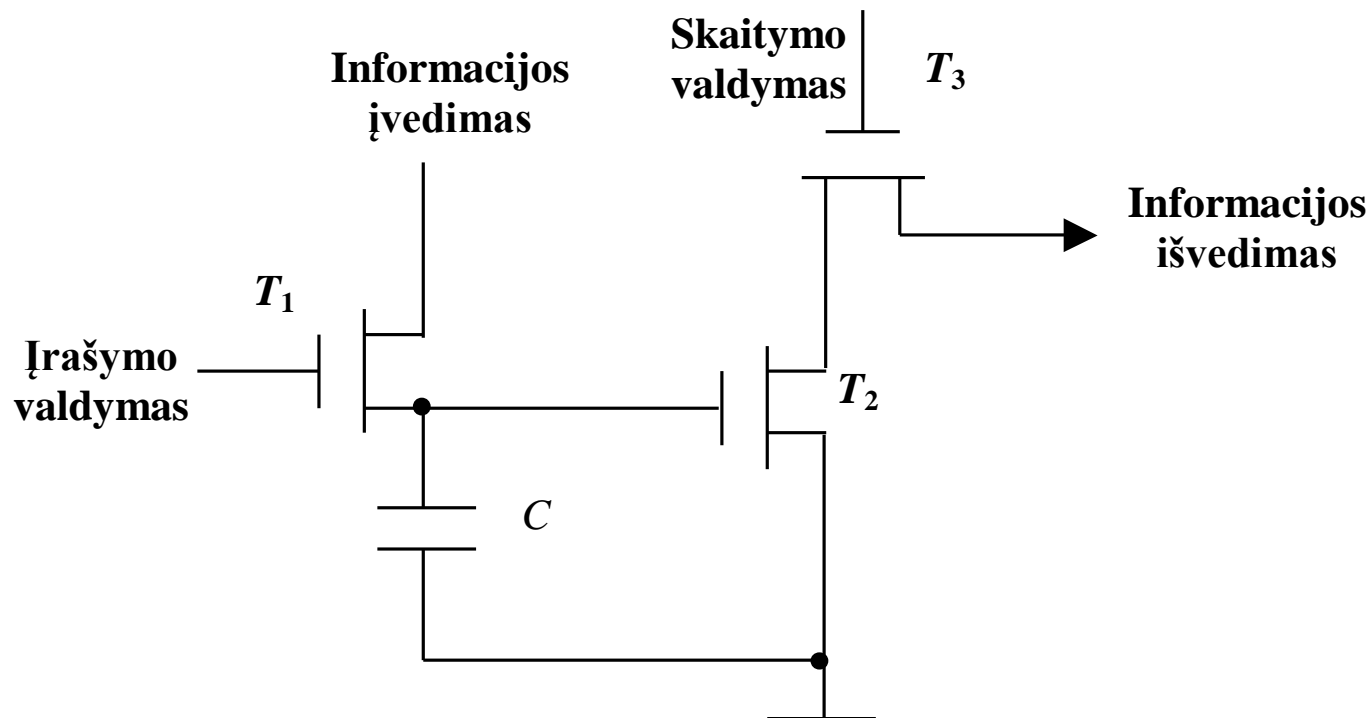 Skaitymo
valdymas
T3
Informacijos
įvedimas
Informacijos
išvedimas
T1
Įrašymo
valdymas
T2
C